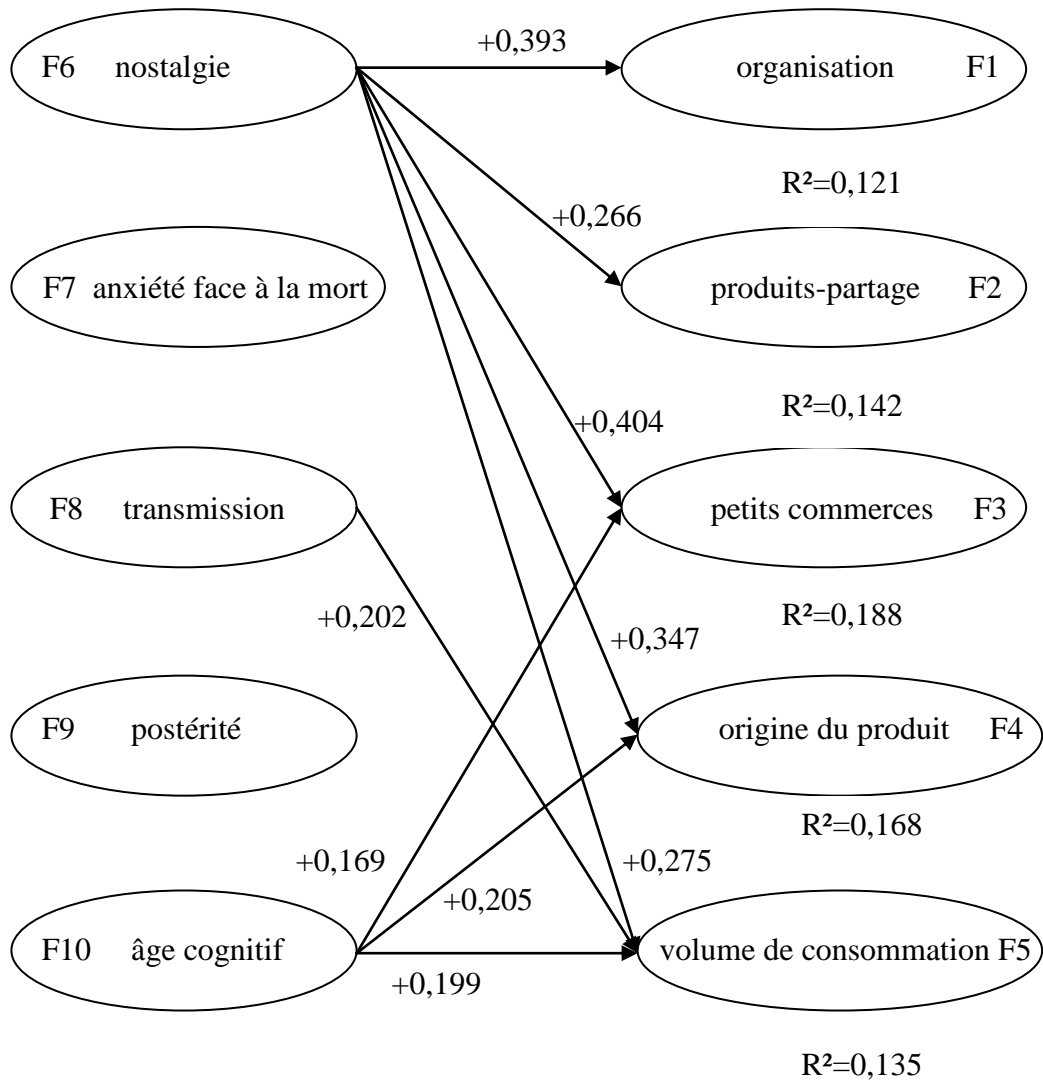 +0,393
F6 nostalgie
organisation F1
R²=0,121
+0,266
F7 anxiété face à la mort
produits-partage F2
R²=0,142
+0,404
F8 transmission
petits commerces F3
+0,202
R²=0,188
+0,347
F9 postérité
origine du produit F4
R²=0,168
+0,169
+0,275
+0,205
F10 âge cognitif
volume de consommation F5
+0,199
R²=0,135